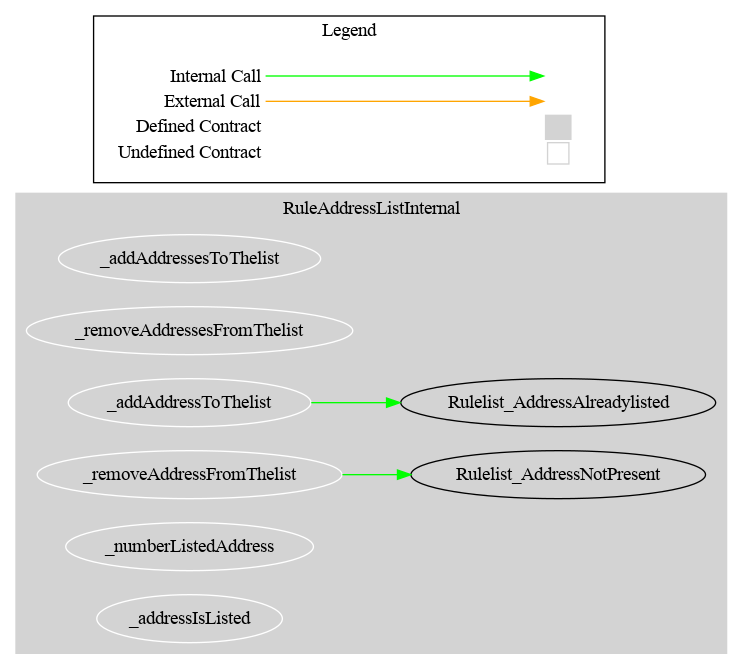 Legend
Internal Call
External Call
Defined Contract
Undefined Contract
RuleAddressListInternal
_addAddressesToThelist
_removeAddressesFromThelist
_addAddressToThelist
Rulelist_AddressAlreadylisted
_removeAddressFromThelist
Rulelist_AddressNotPresent
_numberListedAddress
_addressIsListed